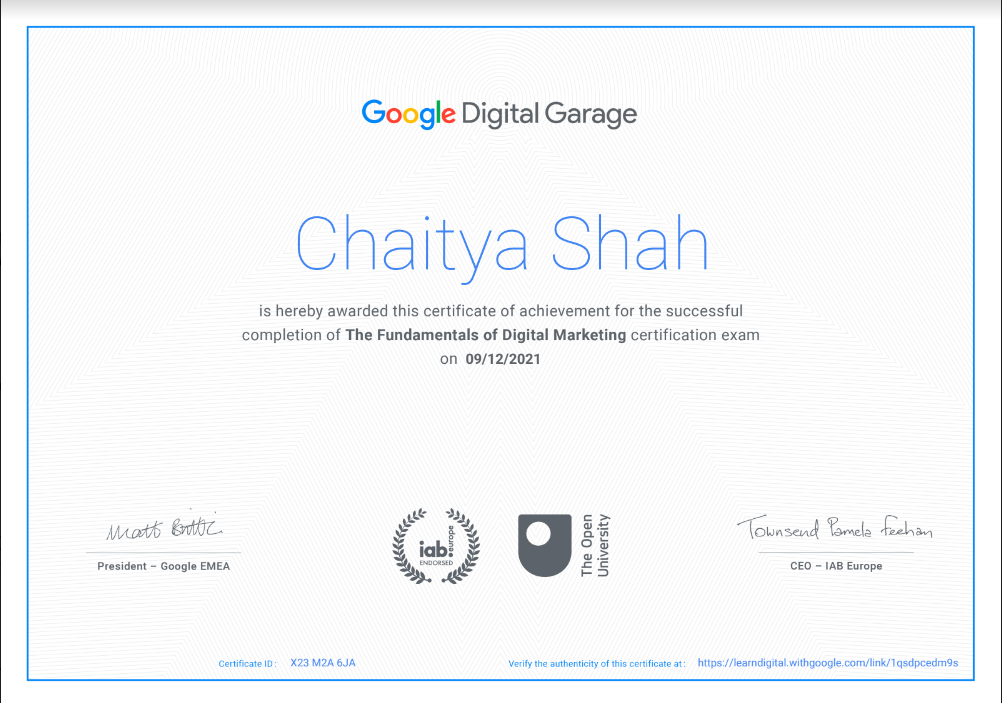 Google Digital Garage
Chaitya Shah
is hereby awarded this certificate of achievement for the successful
completion of The Fundamentals of Digital Marketing certification exam
on 09/12/2021
Matt Brittin
President – Google EMEA
iab europe
ENDORSED
The Open
University
Townsend Pamela Feehan
CEO – IAB Europe
Certificate ID : X23 M2A 6JA
Verify the authenticity of this certificate at : https://learndigital.withgoogle.com/link/1qsdpcedm9s